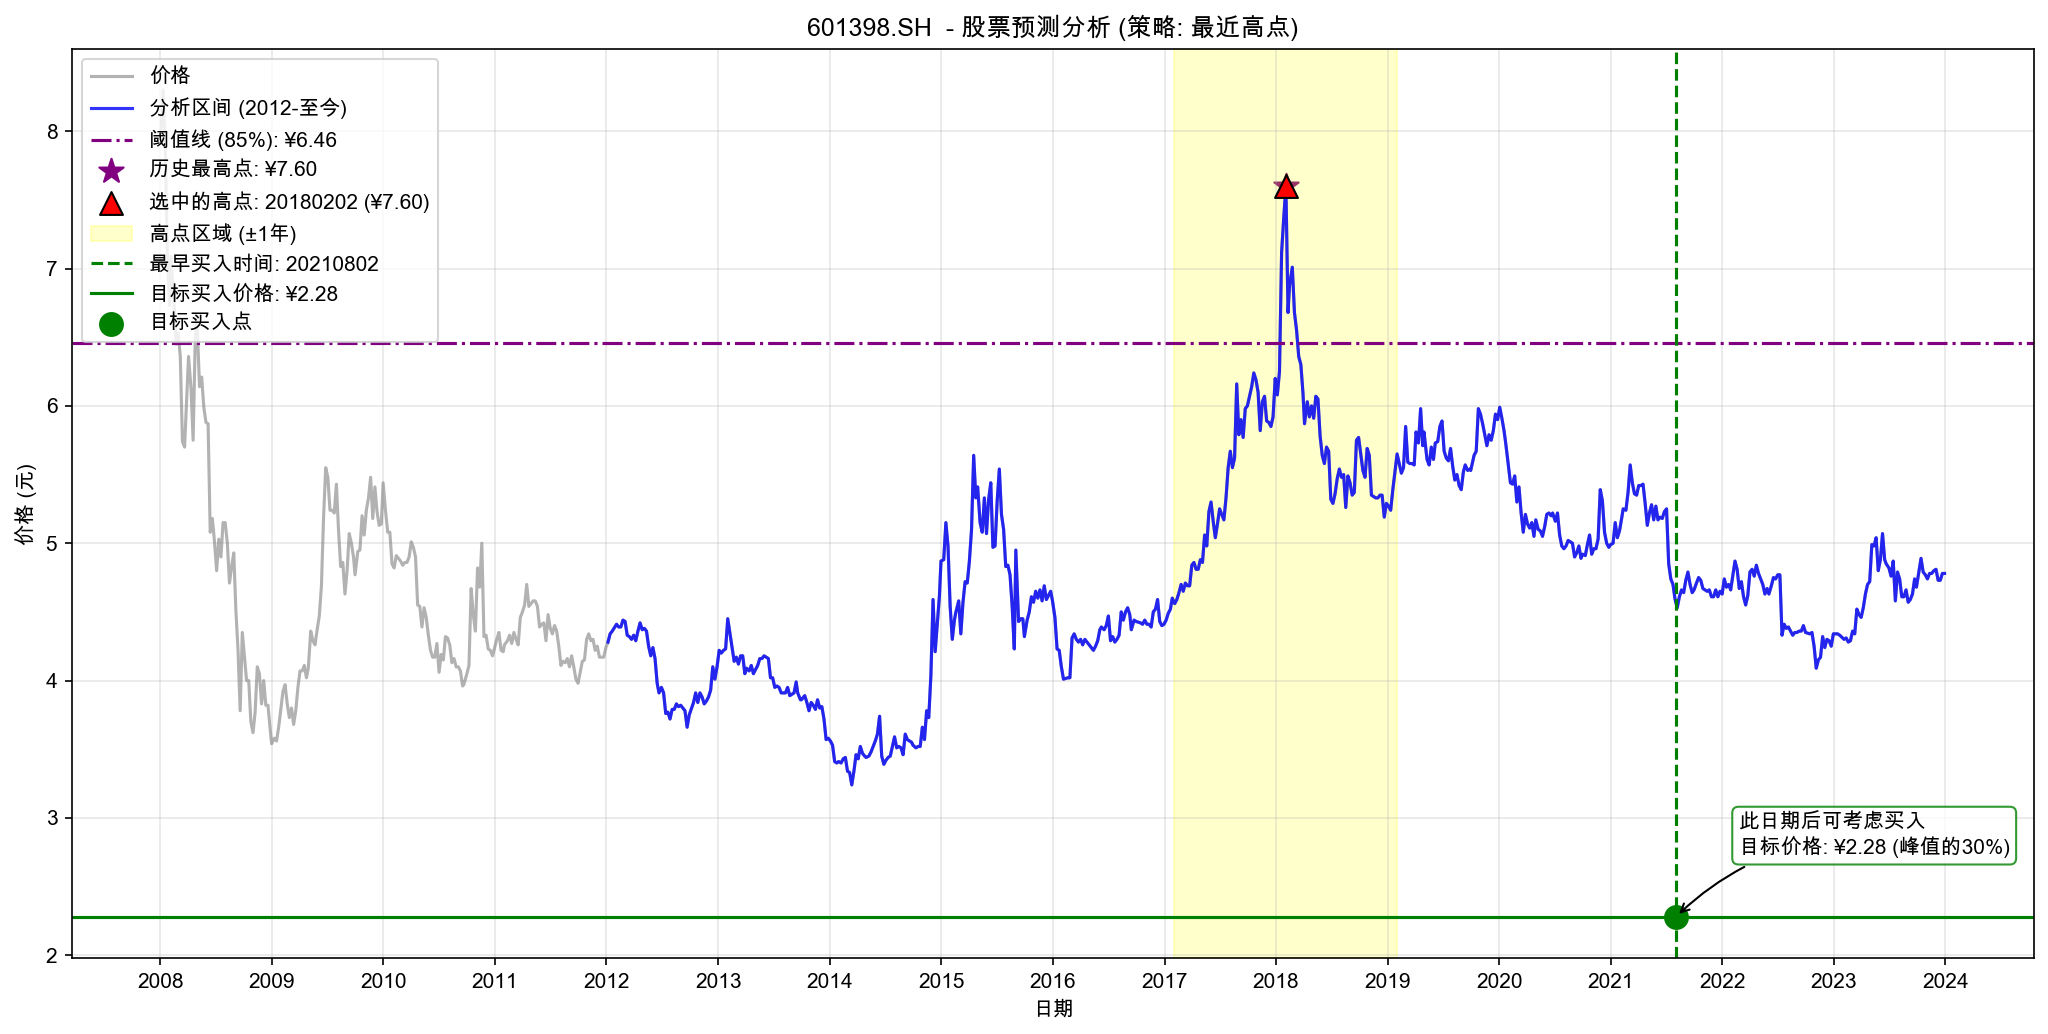 601398.SH - 股票预测分析 (策略: 最近高点)
价格
分析区间 (2012-至今)
阈值线 (85%): ¥6.46
历史最高点: ¥7.60
选中的高点: 20180202 (¥7.60)
高点区域 (±1年)
最早买入时间: 20210802
目标买入价格: ¥2.28
目标买入点
8
7
6
5
4
3
2
价格 (元)
此日期后可考虑买入
目标价格: ¥2.28 (峰值的30%)
2008 2009 2010 2011 2012 2013 2014 2015 2016 2017 2018 2019 2020 2021 2022 2023 2024
日期